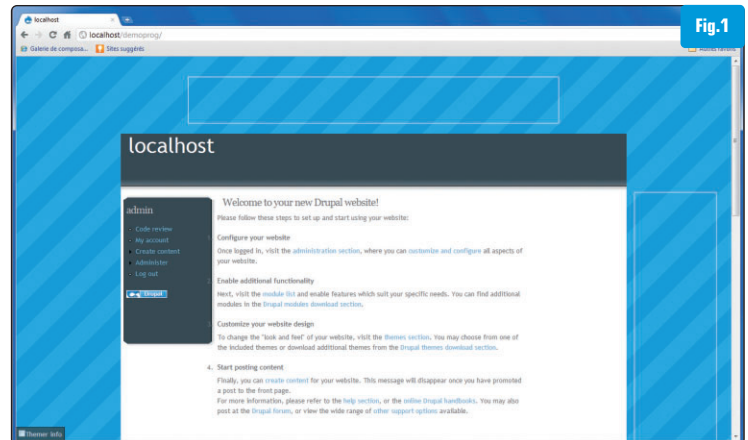 Fig.1
localhost
localhost/demoprog/
Galerie de composa...
Sites suggérés
Autres favoris
localhost
admin
Code review
My account
Create content
Administer
Log out
Drupal
Welcome to your new Drupal website!
Please follow these steps to set up and start using your website:
1. Configure your website
Once logged in, visit the administration section, where you can customize and configure all aspects of
your website.
2. Enable additional functionality
Next, visit the module list and enable features which suit your specific needs. You can find additional
modules in the Drupal modules download section.
3. Customize your website design
To change the "look and feel" of your website, visit the themes section. You may choose from one of
the included themes or download additional themes from the Drupal themes download section.
4. Start posting content
Finally, you can create content for your website. This message will disappear once you have promoted
a post to the front page.
For more information, please refer to the help section, or the online Drupal handbooks. You may also
post at the Drupal forum, or view the wide range of other support options available.
Themer info